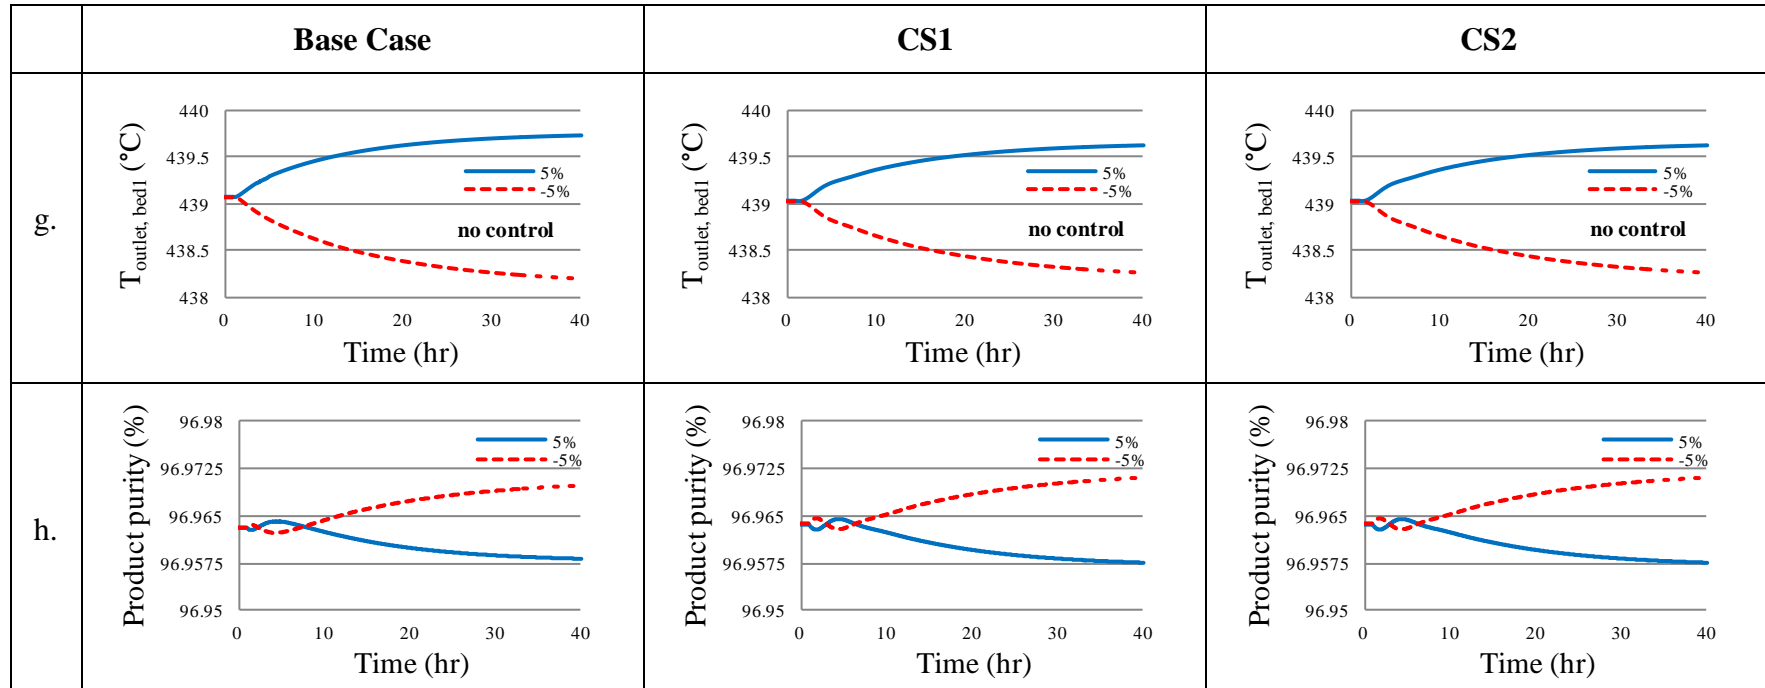 Base Case
CS1
CS2
g.
T outlet, bed1 (°C)
440
439.5
439
438.5
438
5%
-5%
no control
0 10 20 30 40
Time (hr)
T outlet, bed1 (°C)
440
439.5
439
438.5
438
5%
-5%
no control
0 10 20 30 40
Time (hr)
T outlet, bed1 (°C)
440
439.5
439
438.5
438
5%
-5%
no control
0 10 20 30 40
Time (hr)
h.
Product purity (%)
96.98
96.9725
96.965
96.9575
96.95
5%
-5%
0 10 20 30 40
Time (hr)
Product purity (%)
96.98
96.9725
96.965
96.9575
96.95
5%
-5%
0 10 20 30 40
Time (hr)
Product purity (%)
96.98
96.9725
96.965
96.9575
96.95
5%
-5%
0 10 20 30 40
Time (hr)